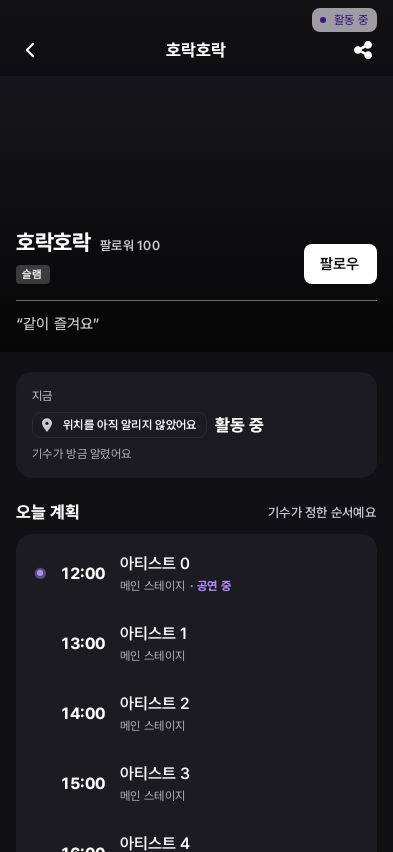 활동 중
호락호락
호락호락 팔로워 100
팔로우
슬램
“같이 즐겨요”
지금
위치를 아직 알리지 않았어요 활동 중
기수가 방금 알렸어요
오늘 계획 기수가 정한 순서예요
12:00 아티스트 0
메인 스테이지 · 공연 중
13:00 아티스트 1
메인 스테이지
14:00 아티스트 2
메인 스테이지
15:00 아티스트 3
메인 스테이지
16:00 아티스트 4